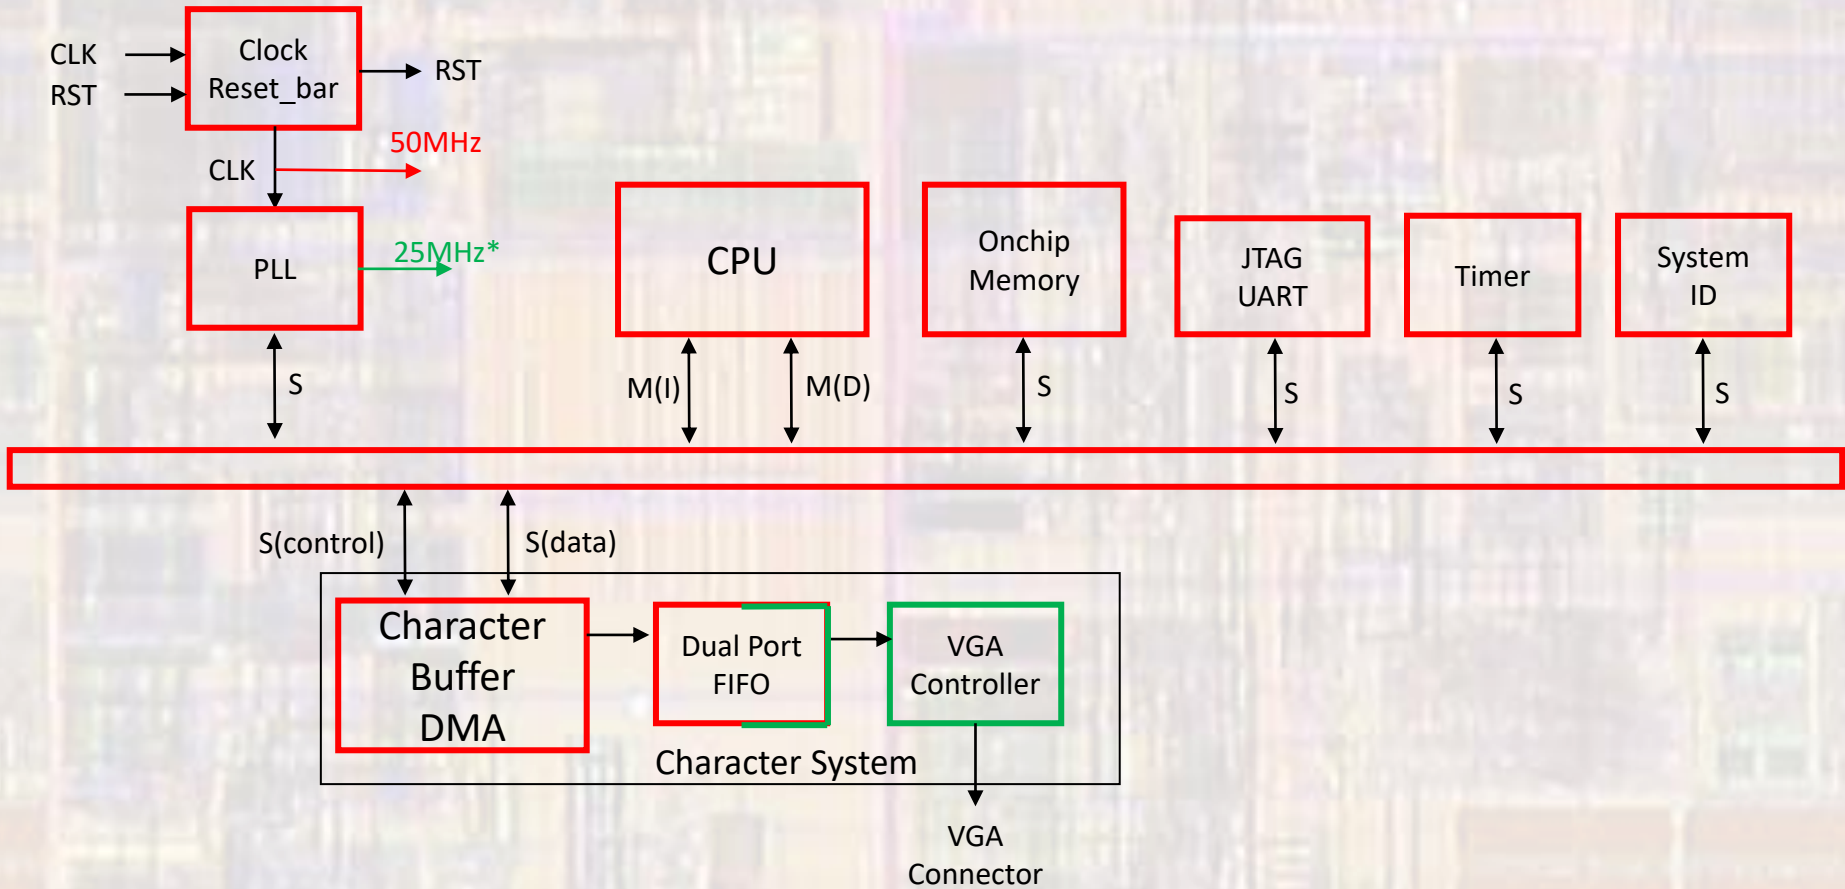 CLK
RST
Clock
Reset_bar
RST
50MHz
CLK
PLL
25MHz*
CPU
Onchip
Memory
JTAG
UART
Timer
System
ID
S
M(I)
M(D)
S
S
S
S
S(control)
S(data)
Character
Buffer
DMA
Dual Port
FIFO
VGA
Controller
Character System
VGA
Connector